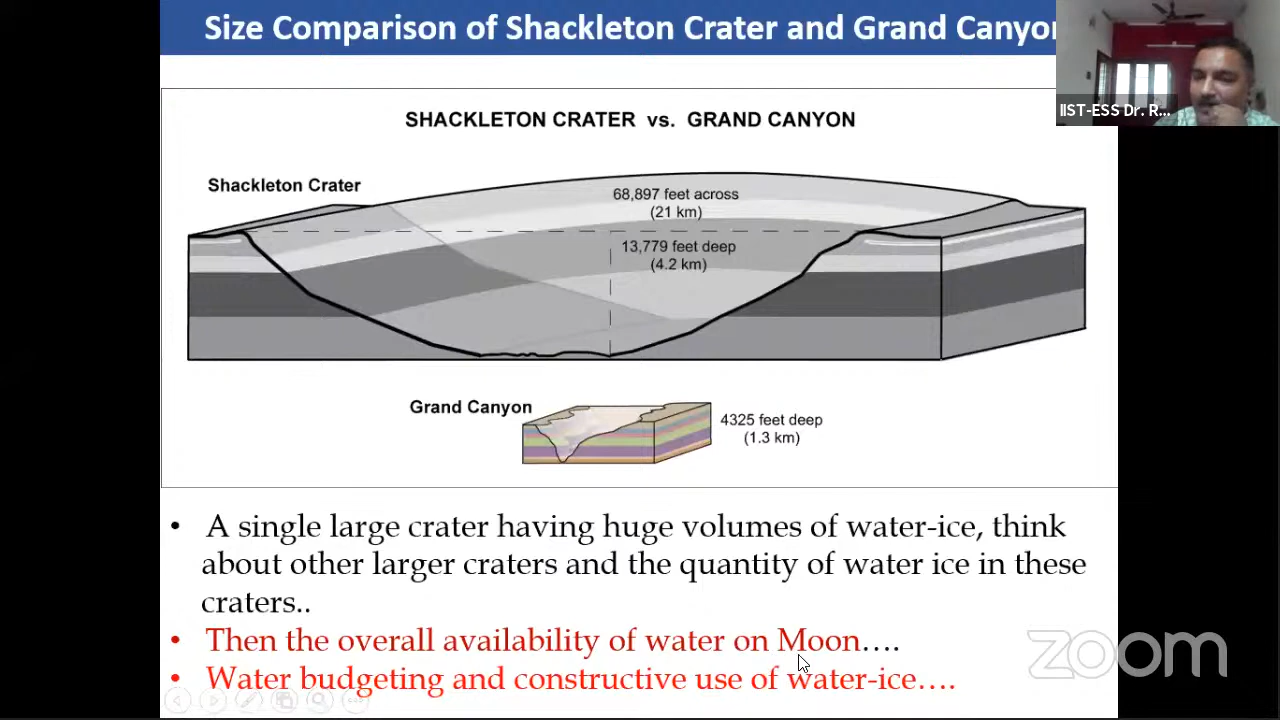 Size Comparison of Shackleton Crater and Grand Canyon
IIST-ESS Dr. R...
SHACKLETON CRATER vs. GRAND CANYON
Shackleton Crater
68,897 feet across
(21 km)
13,779 feet deep
(4.2 km)
Grand Canyon
4325 feet deep
(1.3 km)
• A single large crater having huge volumes of water-ice, think
about other larger craters and the quantity of water ice in these
craters..
• Then the overall availability of water on Moon….
• Water budgeting and constructive use of water-ice….
zoom